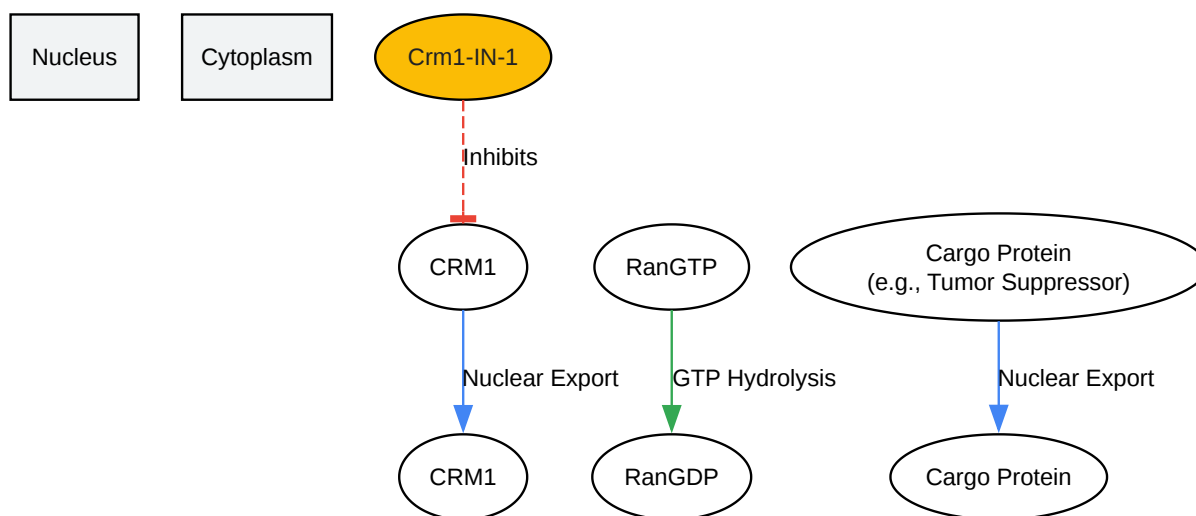 Nucleus
Cytoplasm
Crm1-IN-1
Inhibits
CRM1
RanGTP
Cargo Protein
(e.g., Tumor Suppressor)
Nuclear Export
GTP Hydrolysis
Nuclear Export
CRM1
RanGDP
Cargo Protein